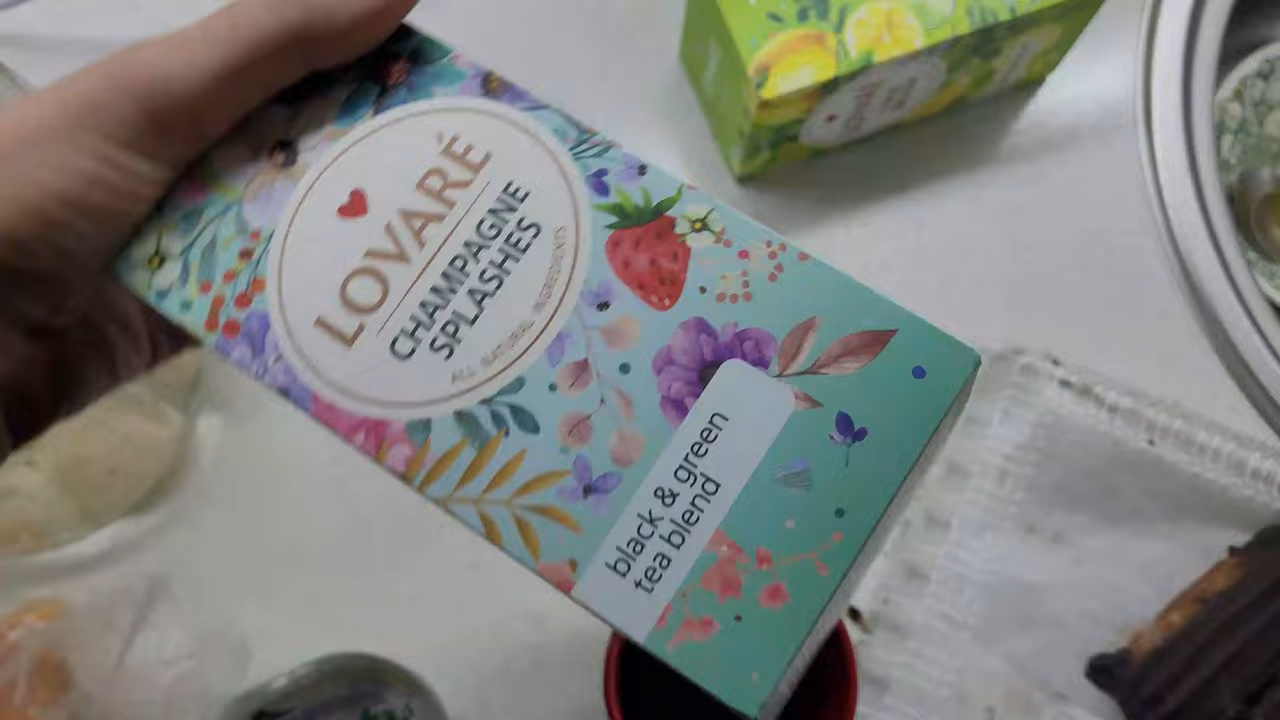 LOVARÉ
CHAMPAGNE
SPLASHES
ALL NATURAL INGREDIENTS
black & green
tea blend